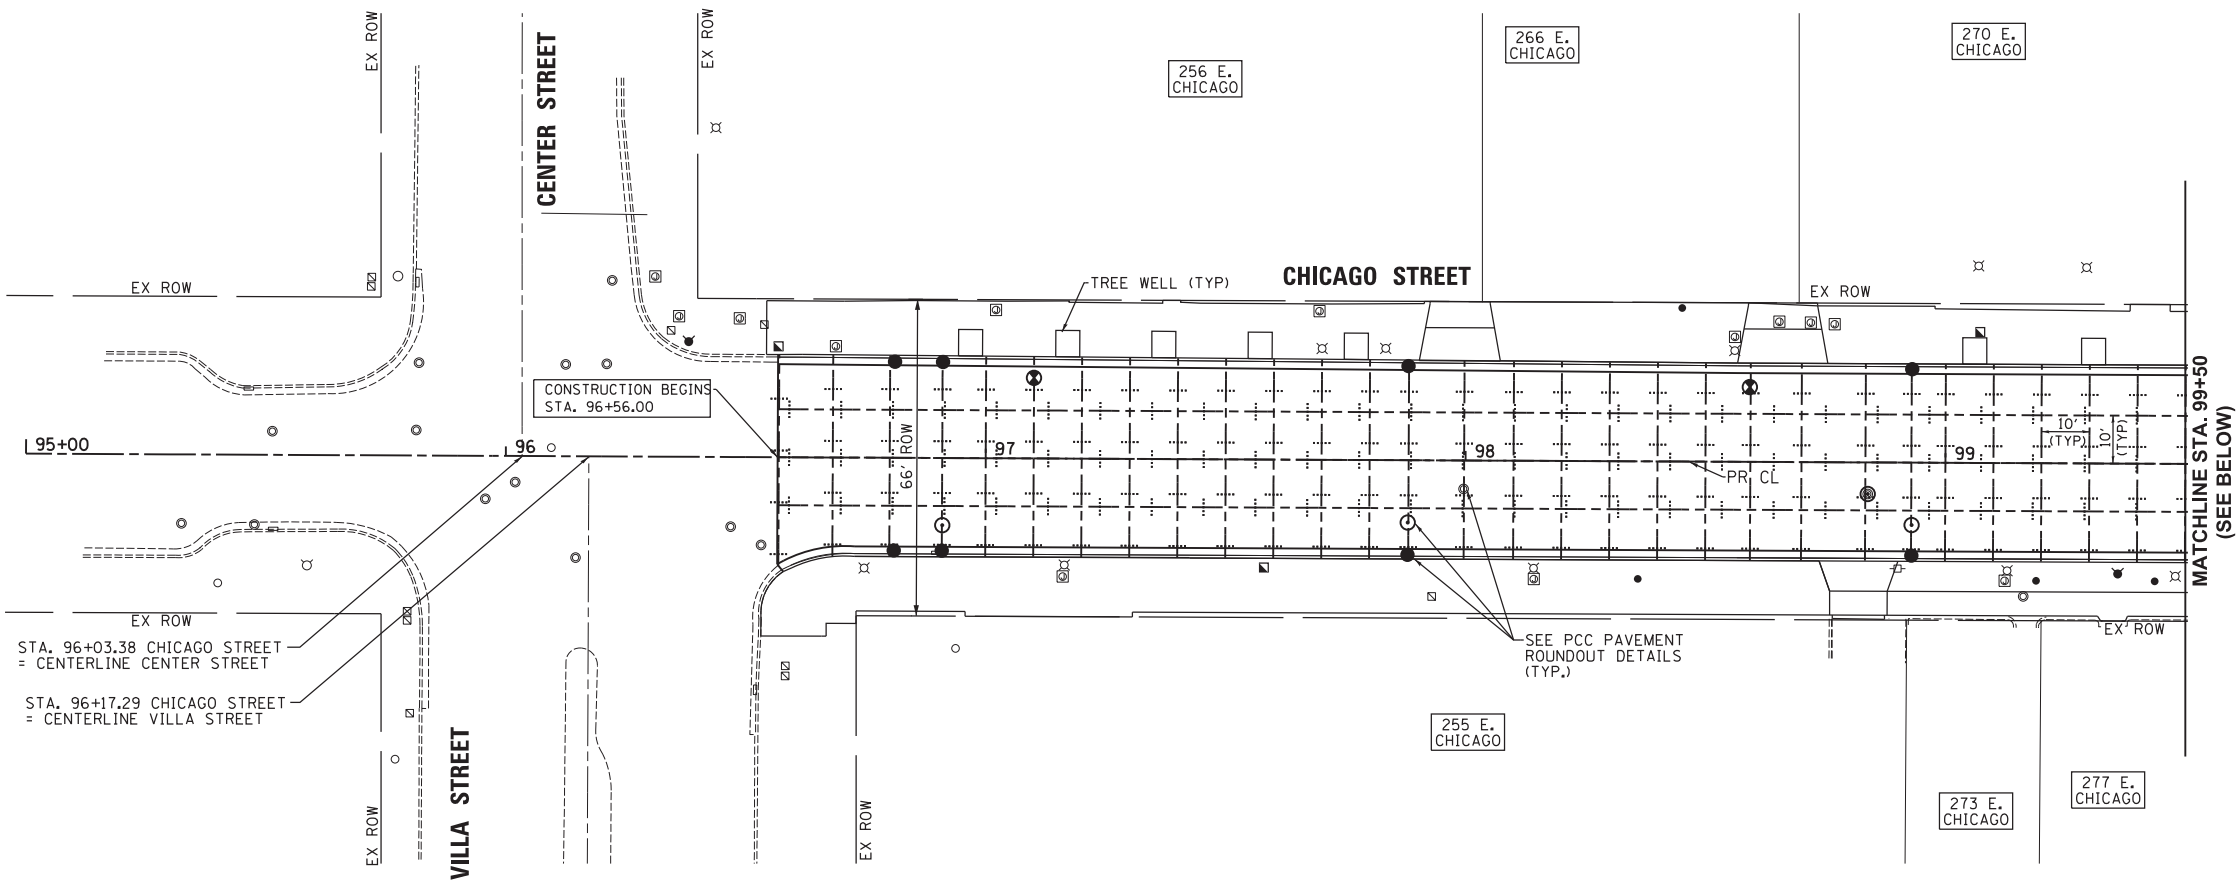 EX ROW
CENTER STREET
EX ROW
256 E.
CHICAGO
266 E.
CHICAGO
270 E.
CHICAGO
EX ROW
TREE WELL (TYP)
CHICAGO STREET
EX ROW
CONSTRUCTION BEGINS
STA. 96+56.00
95+00
96
97
98
99
66' ROW
PR CL
10'
(TYP)
10'
(TYP)
MATCHLINE STA. 99+50
(SEE BELOW)
EX ROW
STA. 96+03.38 CHICAGO STREET
= CENTERLINE CENTER STREET
STA. 96+17.29 CHICAGO STREET
= CENTERLINE VILLA STREET
SEE PCC PAVEMENT
ROUNDOUT DETAILS
(TYP.)
EX ROW
EX ROW
VILLA STREET
EX ROW
255 E.
CHICAGO
273 E.
CHICAGO
277 E.
CHICAGO